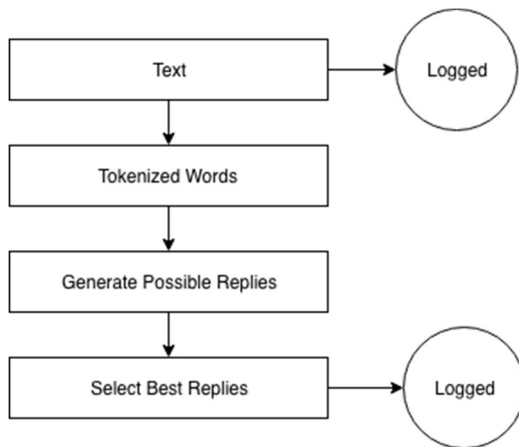 Text
Logged
Tokenized Words
Generate Possible Replies
Select Best Replies
Logged